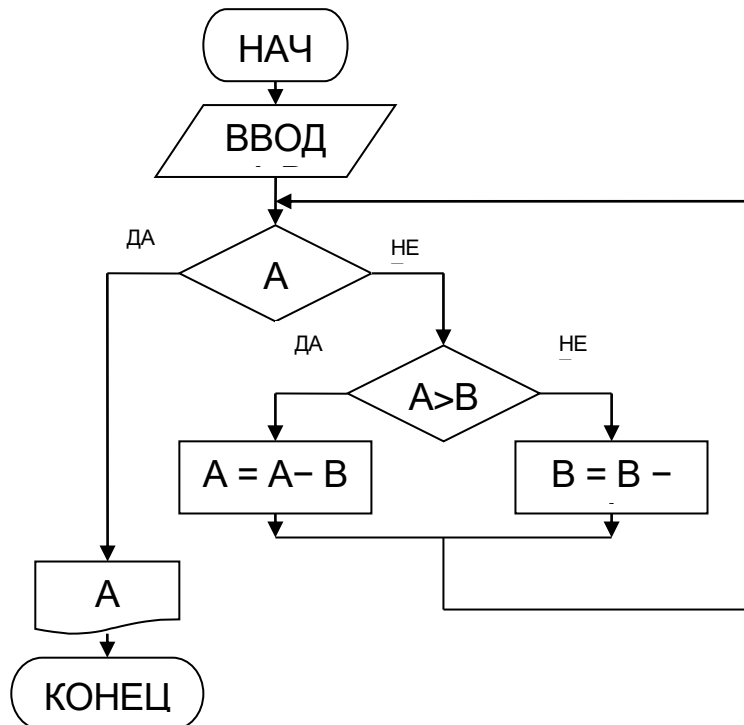 НАЧ
ВВОД
ДА
НЕ
А
ДА
НЕ
А>В
А = А− В
В = В −
А
КОНЕЦ